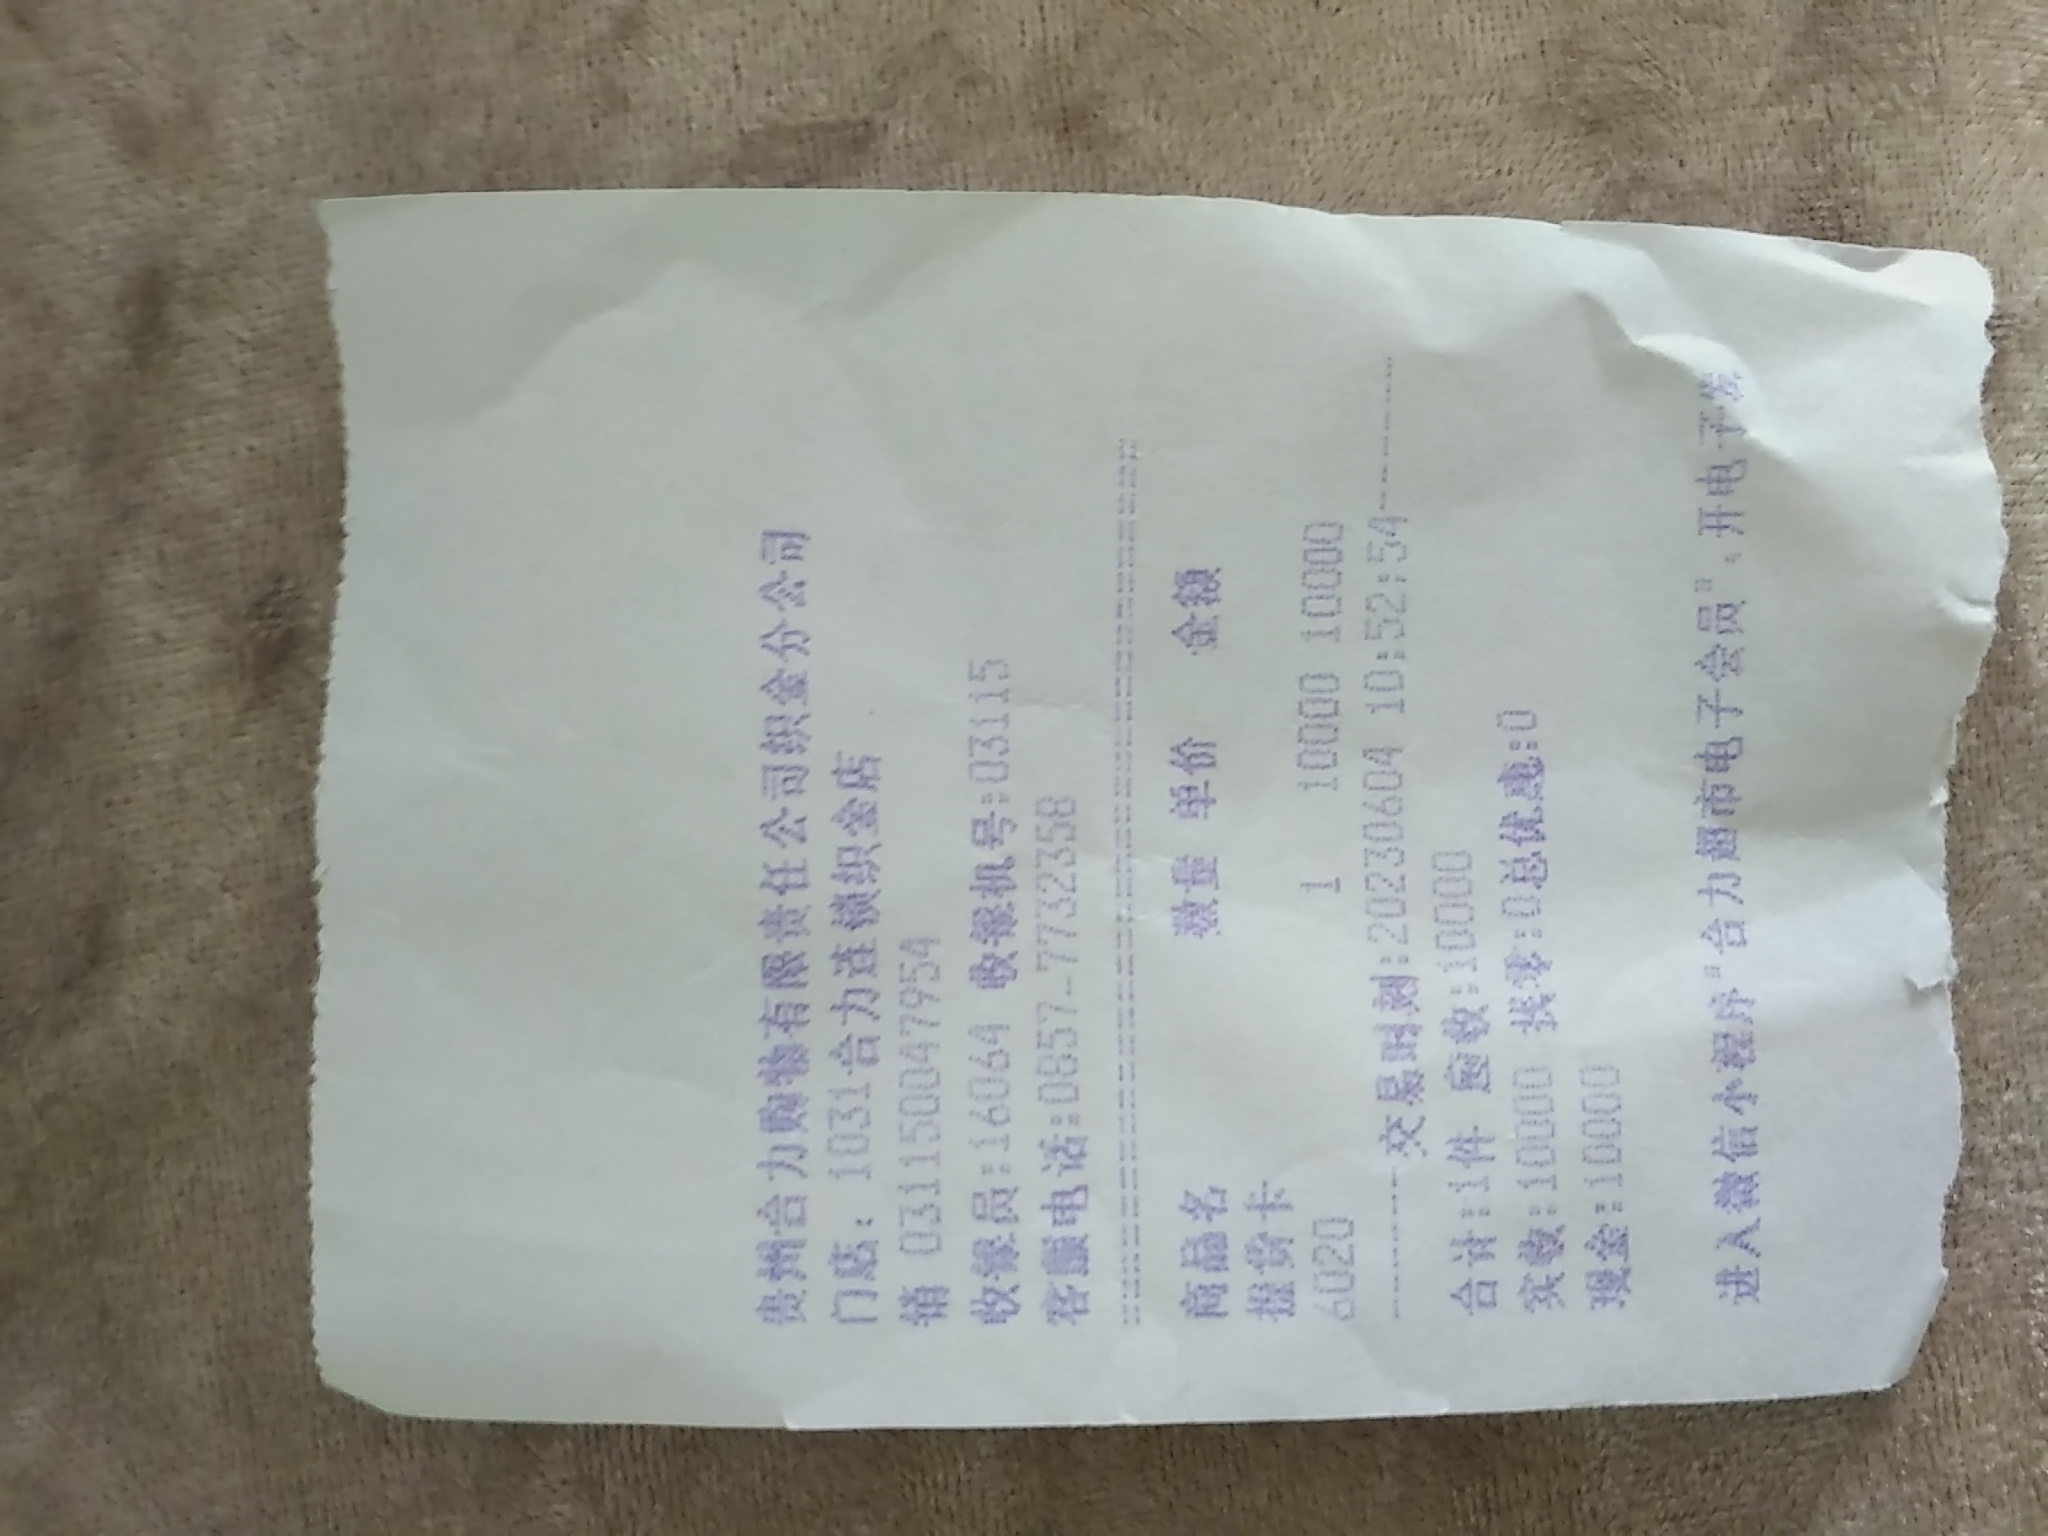 贵州合力购物有限责任公司织金分公司
门店: 1031合力连锁织金店
销 031150047954
收银员:16064 收银机号:03115
客服电话:0857-7732358
================================
商品名 数量 单价 金额
提货卡
6020 1 10000 10000
------交易时刻:20230604 10:52:54------
合计:1件 应收:10000
实收:10000 找零:0总优惠:0
现金:10000
进入微信小程序"合力超市电子会员",开电子发